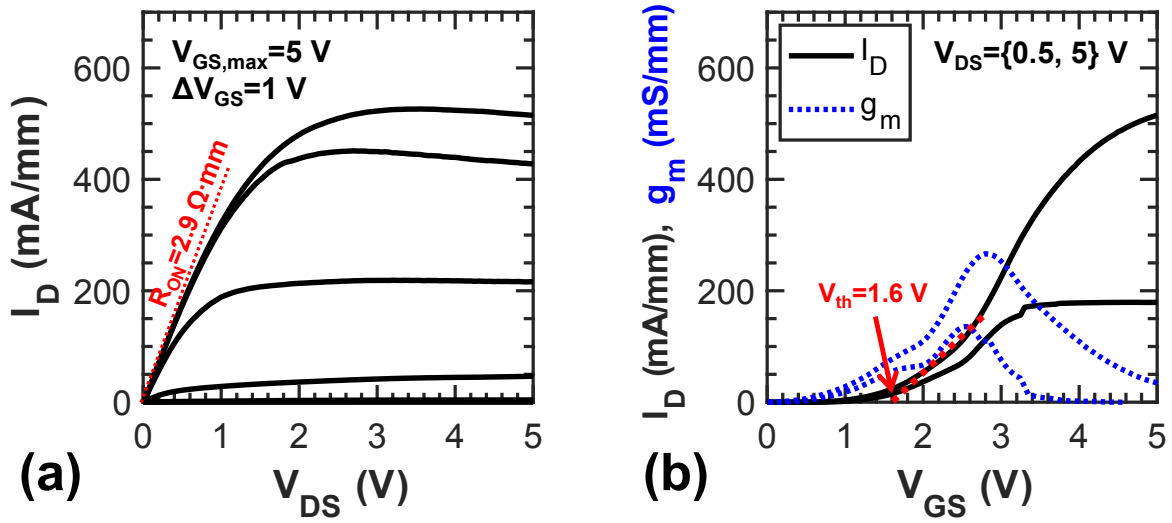 600
400
200
0
I_D (mA/mm)
V_GS,max=5 V
ΔV_GS=1 V
R_ON=2.9 Ω·mm
0 1 2 3 4 5
V_DS (V)
(a)
600
400
200
0
I_D (mA/mm), g_m (mS/mm)
I_D
g_m
V_DS={0.5, 5} V
V_th=1.6 V
0 1 2 3 4 5
V_GS (V)
(b)